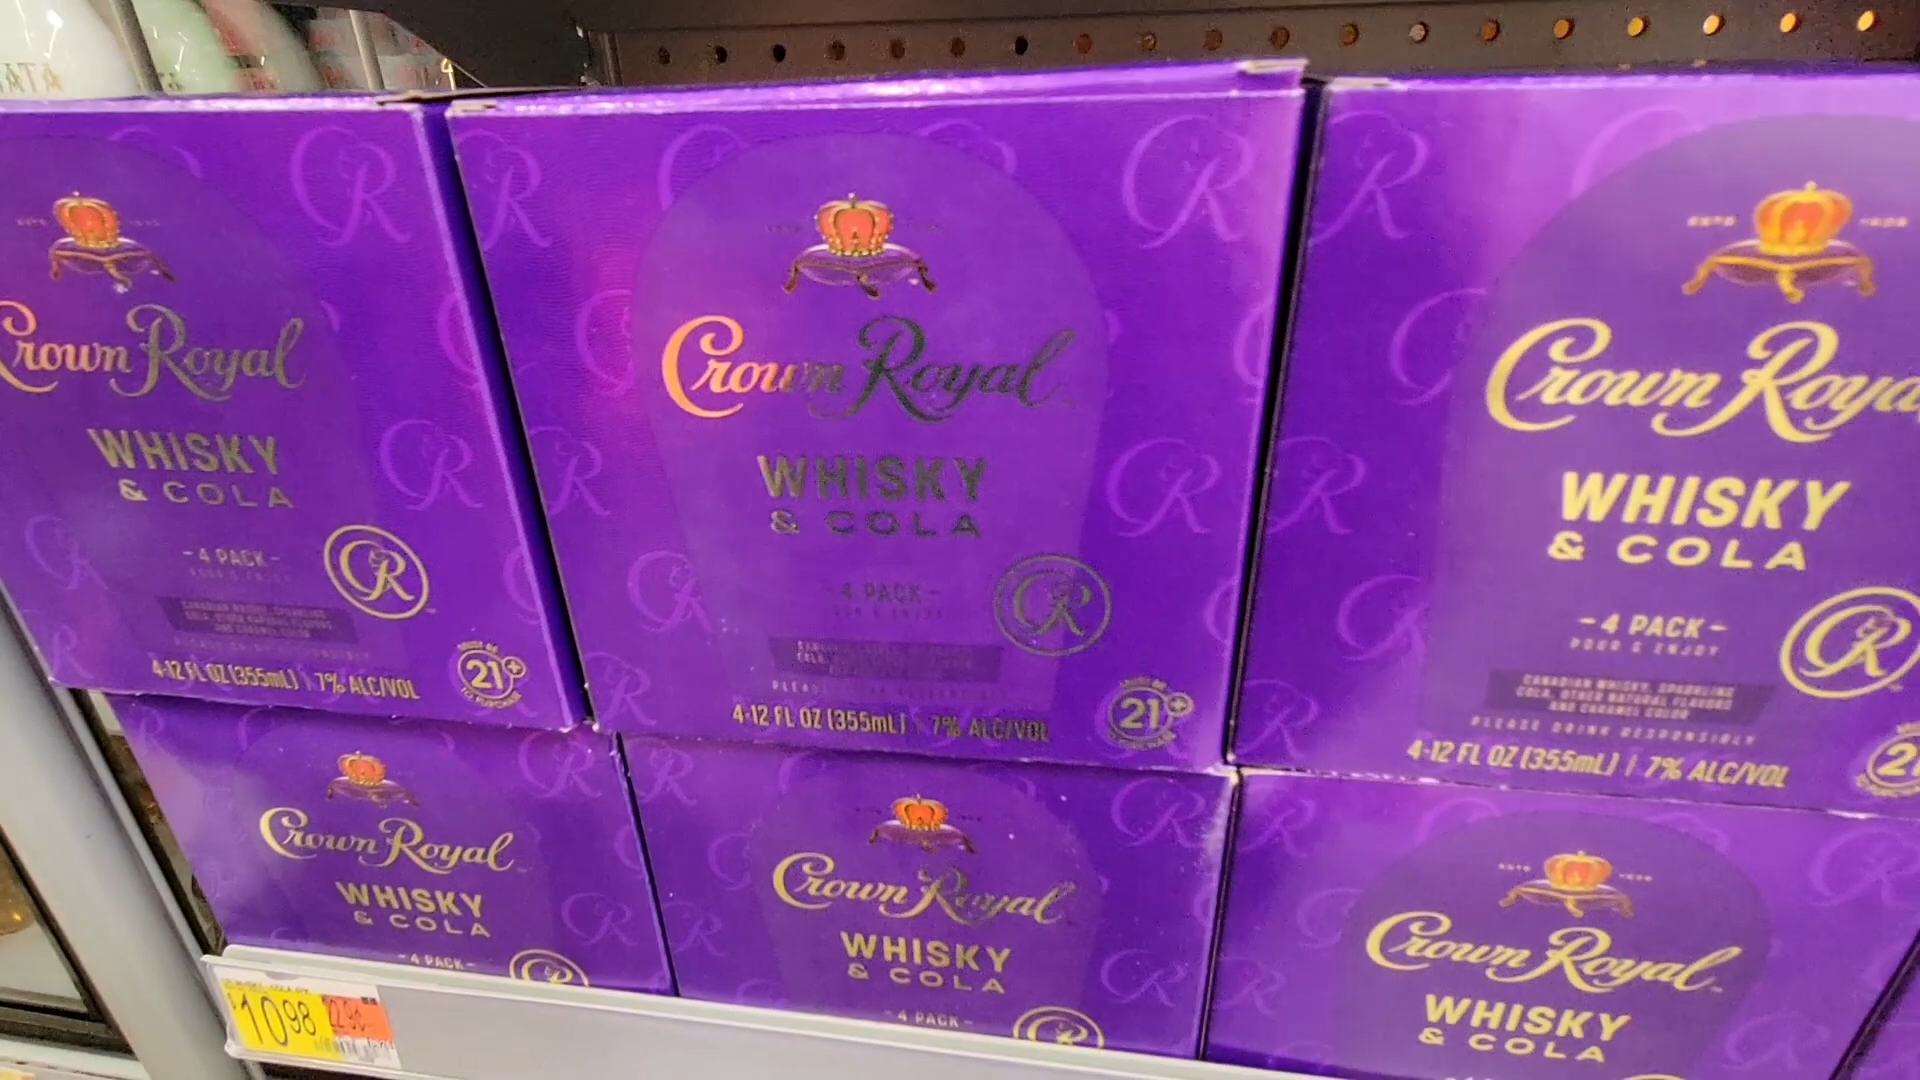 Crown Royal
WHISKY
& COLA
- 4 PACK -
4-12 FL OZ (355mL) | 7% ALC/VOL
21+
Crown Royal
WHISKY
& COLA
- 4 PACK -
4-12 FL OZ (355mL) | 7% ALC/VOL
21+
Crown Roya
WHISKY
& COLA
- 4 PACK -
POUR & ENJOY
CANADIAN WHISKY, SPARKLING
COLA, OTHER NATURAL FLAVORS
AND CARAMEL COLOR
PLEASE DRINK RESPONSIBLY
4-12 FL OZ (355mL) | 7% ALC/VOL
Crown Royal
WHISKY
& COLA
- 4 PACK -
Crown Royal
WHISKY
& COLA
- 4 PACK -
Crown Royal
WHISKY
& COLA
$10.98